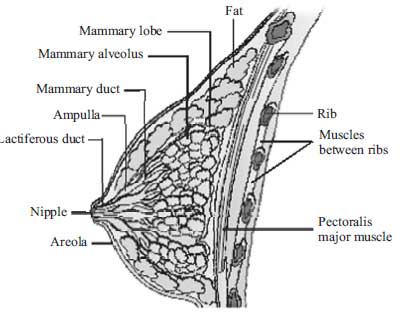 Fat
Mammary lobe
Mammary alveolus
Mammary duct
Ampulla
Lactiferous duct
Nipple
Areola
Rib
Muscles
between ribs
Pectoralis
major muscle